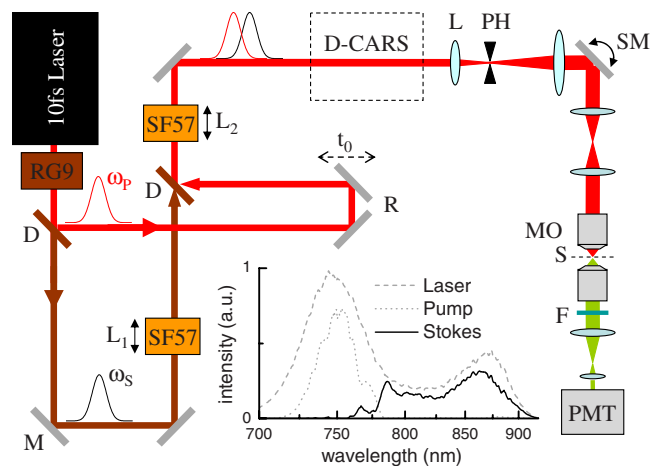 10fs Laser
RG9
D
ωP
SF57
L2
D
t0
R
D-CARS
L
PH
SM
MO
S
F
PMT
SF57
L1
ωS
M
intensity (a.u.)
1
0
Laser
Pump
Stokes
700
750
800
850
900
wavelength (nm)